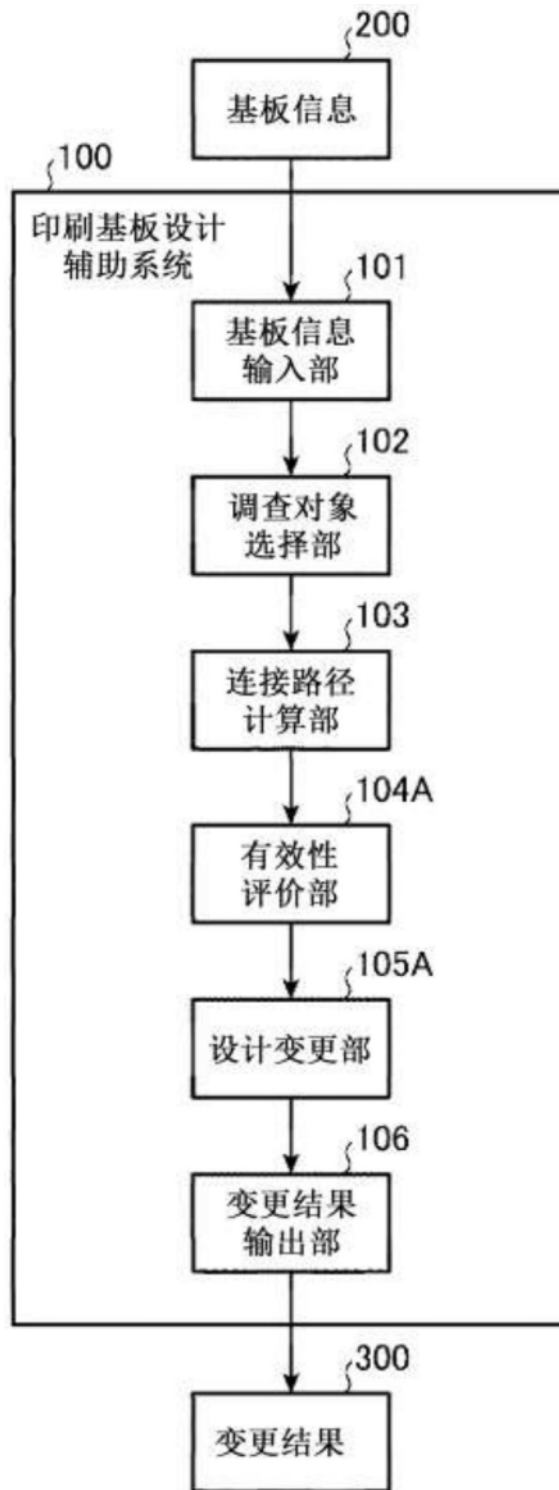 200
基板信息
100
印刷基板设计
辅助系统
101
基板信息
输入部
102
调查对象
选择部
103
连接路径
计算部
104A
有效性
评价部
105A
设计变更部
106
变更结果
输出部
300
变更结果